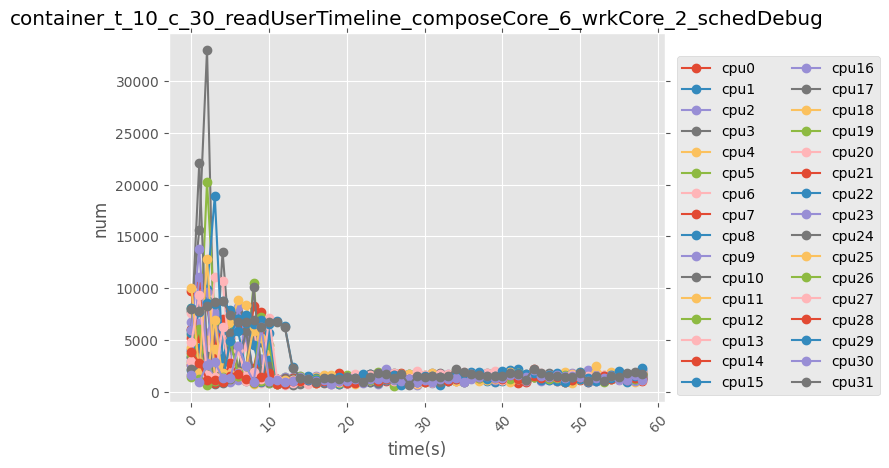 container_t_10_c_30_readUserTimeline_composeCore_6_wrkCore_2_schedDebug
num
30000
25000
20000
15000
10000
5000
0
0
10
20
30
40
50
60
time(s)
cpu0
cpu1
cpu2
cpu3
cpu4
cpu5
cpu6
cpu7
cpu8
cpu9
cpu10
cpu11
cpu12
cpu13
cpu14
cpu15
cpu16
cpu17
cpu18
cpu19
cpu20
cpu21
cpu22
cpu23
cpu24
cpu25
cpu26
cpu27
cpu28
cpu29
cpu30
cpu31